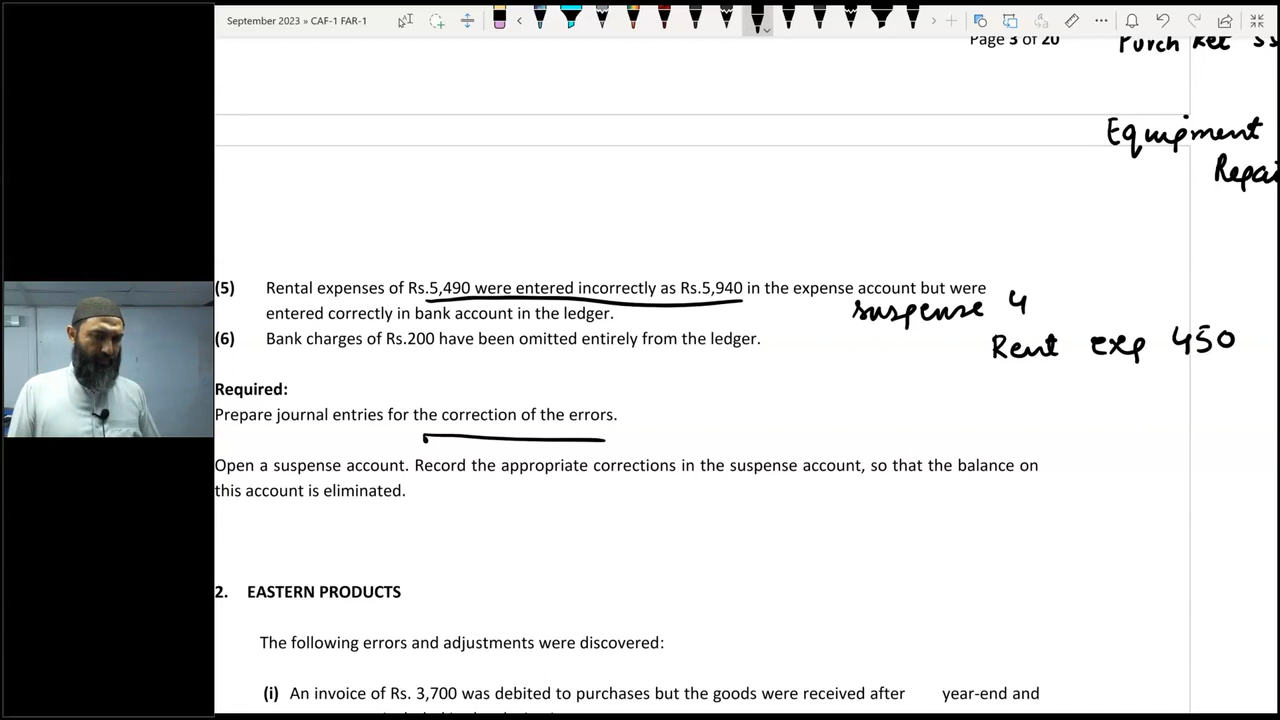 September 2023 » CAF-1 FAR-1
Page 3 of 20
Purch Ret
Equipment
(5) Rental expenses of Rs.5,490 were entered incorrectly as Rs.5,940 in the expense account but were
entered correctly in bank account in the ledger.
suspense 4
(6) Bank charges of Rs.200 have been omitted entirely from the ledger.
Rent exp 450
Required:
Prepare journal entries for the correction of the errors.
Open a suspense account. Record the appropriate corrections in the suspense account, so that the balance on
this account is eliminated.
2. EASTERN PRODUCTS
The following errors and adjustments were discovered:
(i) An invoice of Rs. 3,700 was debited to purchases but the goods were received after year-end and